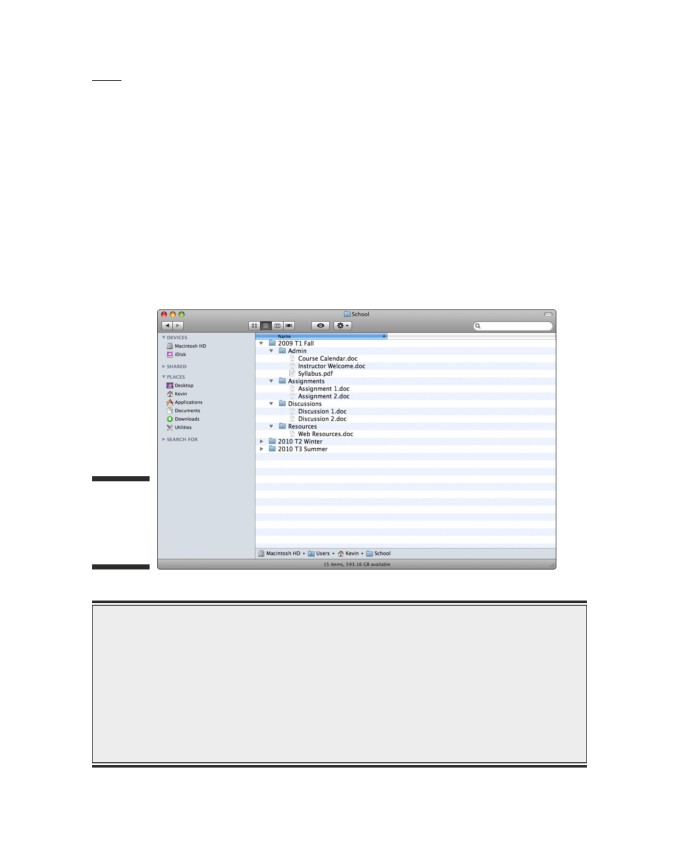 School
DEVICES
Macintosh HD
iDisk
SHARED
PLACES
Desktop
Kevin
Applications
Documents
Downloads
Utilities
SEARCH FOR
Name
2009 T1 Fall
Admin
Course Calendar.doc
Instructor Welcome.doc
Syllabus.pdf
Assignments
Assignment 1.doc
Assignment 2.doc
Discussions
Discussion 1.doc
Discussion 2.doc
Resources
Web Resources.doc
2010 T2 Winter
2010 T3 Summer
Macintosh HD ▸ Users ▸ Kevin ▸ School
15 items, 593.16 GB available